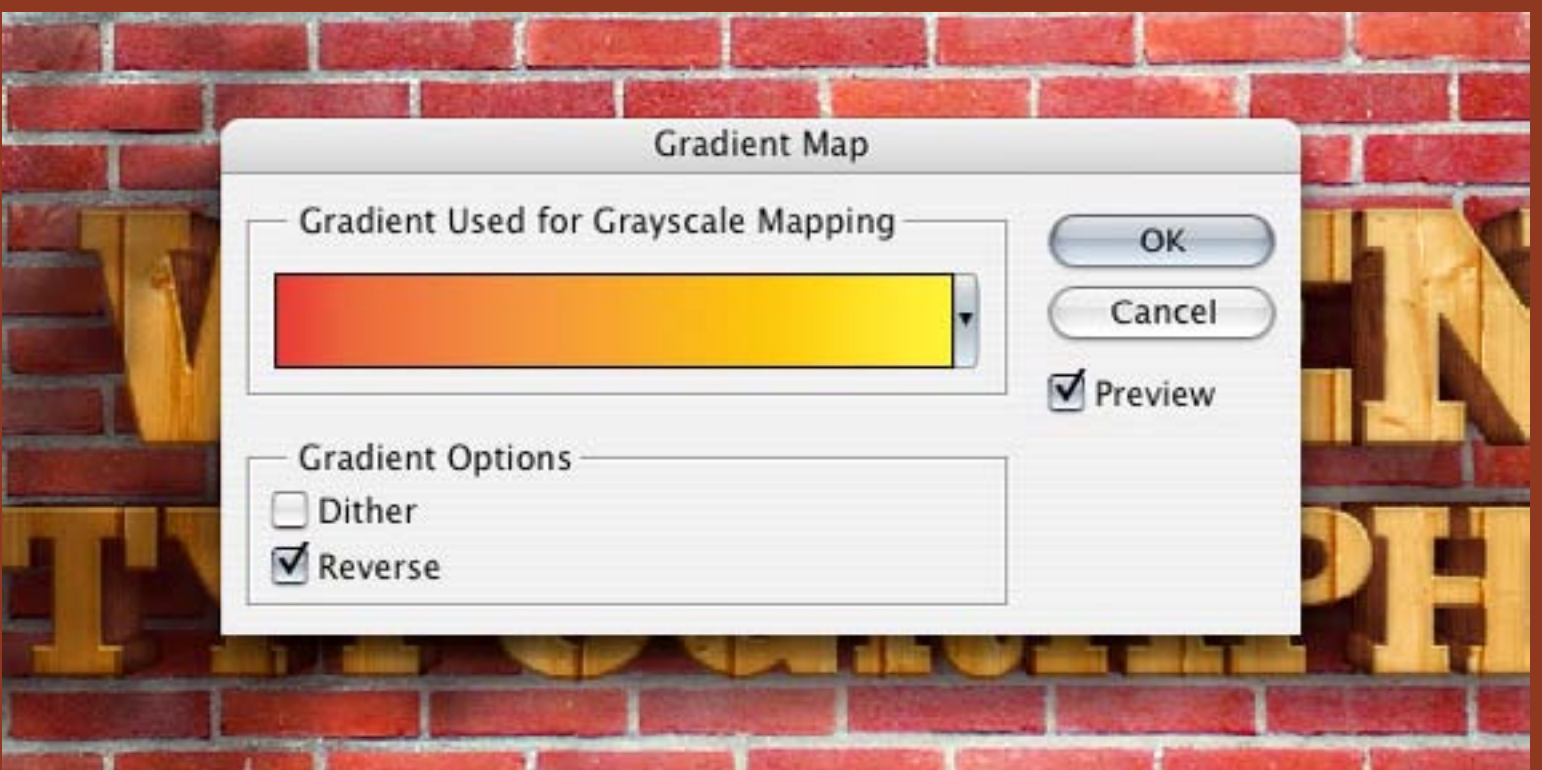 Gradient Map
Gradient Used for Grayscale Mapping
OK
Cancel
Preview
Gradient Options
Dither
Reverse